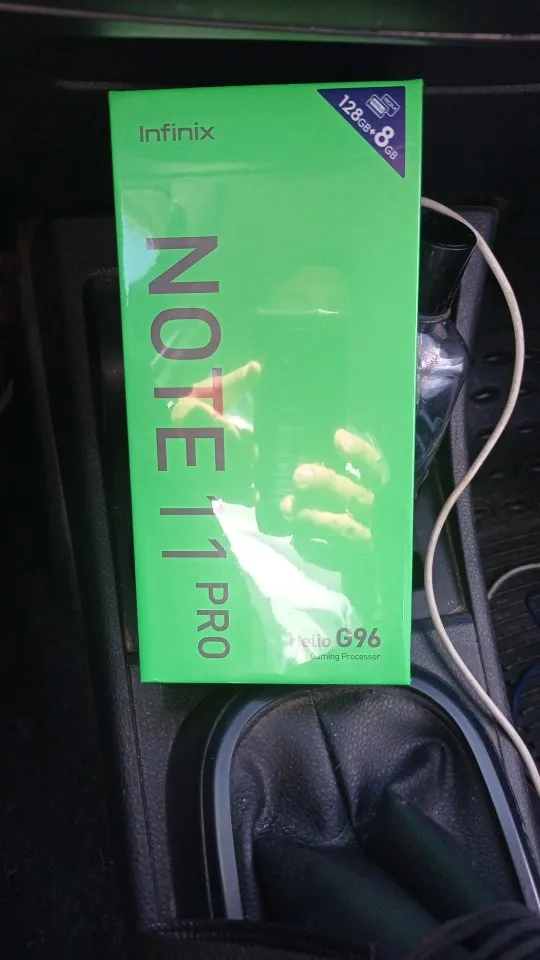 Infinix
128GB+8GB
NOTE 11 PRO
Helio G96
Gaming Processor